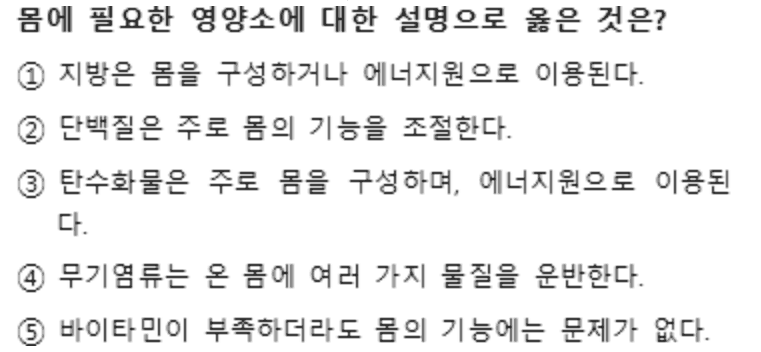 몸에 필요한 영양소에 대한 설명으로 옳은 것은?
① 지방은 몸을 구성하거나 에너지원으로 이용된다.
② 단백질은 주로 몸의 기능을 조절한다.
③ 탄수화물은 주로 몸을 구성하며, 에너지원으로 이용된
다.
④ 무기염류는 온 몸에 여러 가지 물질을 운반한다.
⑤ 바이타민이 부족하더라도 몸의 기능에는 문제가 없다.